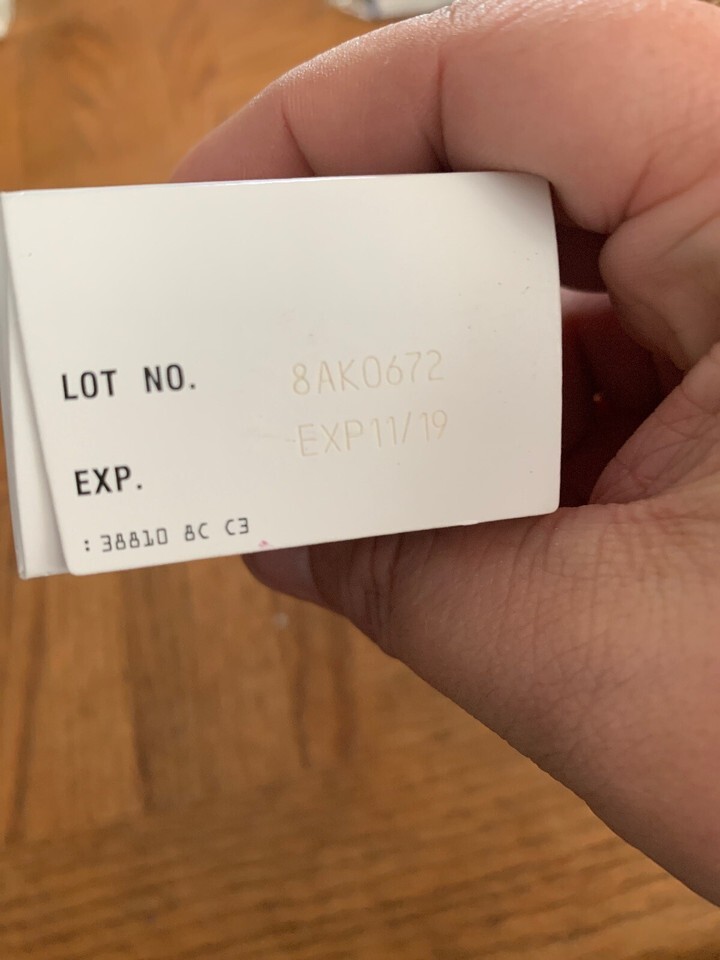 LOT NO. 8AK0672
EXP. EXP11/19
: 38810 8C C3